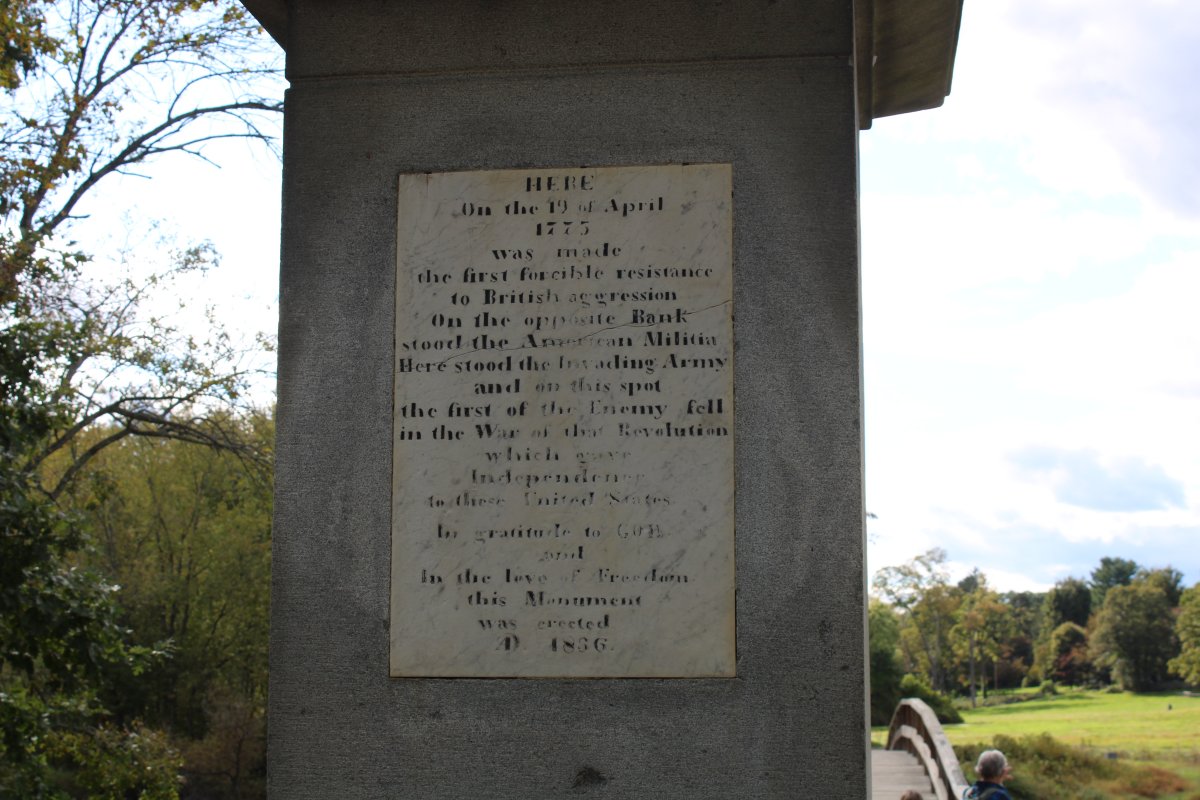 HERE
On the 19 of April
1775
was made
the first forcible resistance
to British aggression
On the opposite Bank
stood the American Militia
Here stood the Invading Army
and on this spot
the first of the Enemy fell
in the War of that Revolution
which gave
Independence
to these United States
In gratitude to GOD
and
In the love of Freedom
this Monument
was erected
AD. 1836.